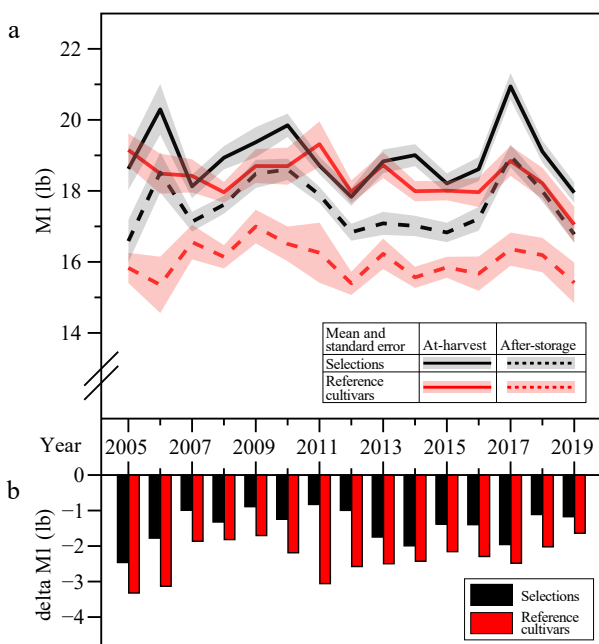 a
22
20
18
16
14
M1 (lb)
Mean and standard error
At-harvest
After-storage
Selections
Reference cultivars
Year
2005
2007
2009
2011
2013
2015
2017
2019
b
0
−1
−2
−3
−4
delta M1 (lb)
Selections
Reference cultivars